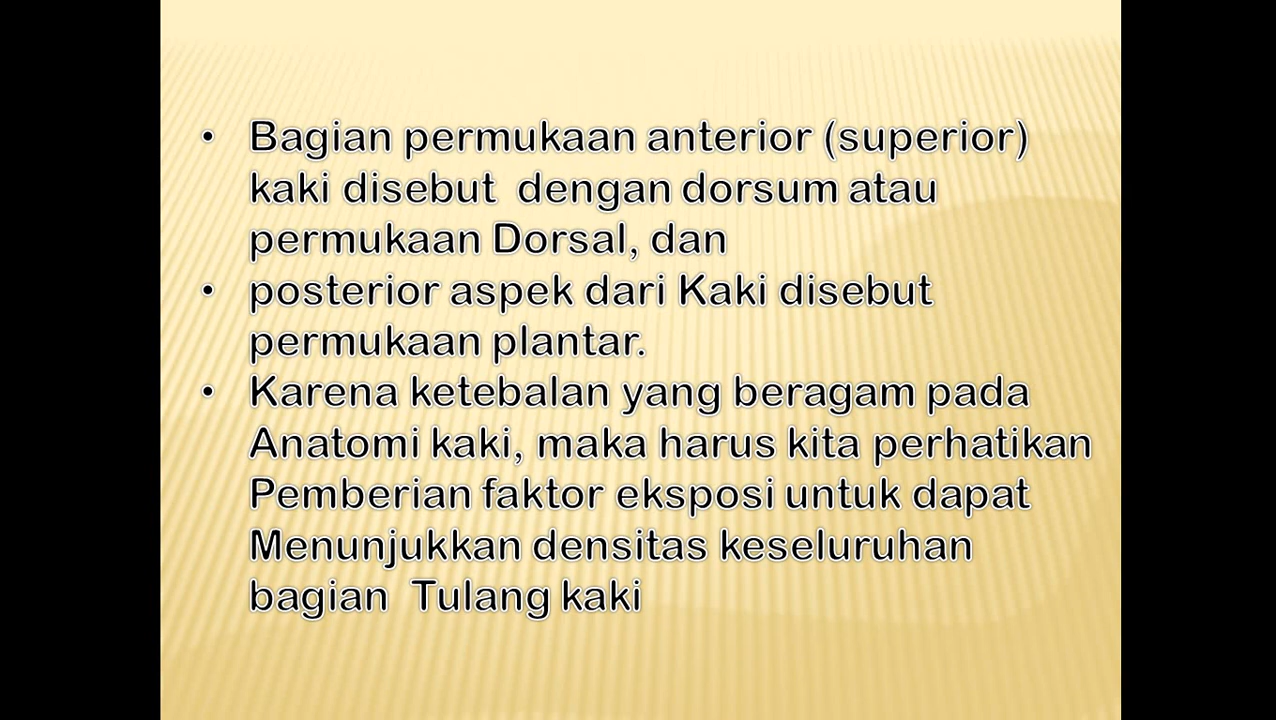 • Bagian permukaan anterior (superior)
kaki disebut  dengan dorsum atau
permukaan Dorsal, dan
• posterior aspek dari Kaki disebut
permukaan plantar.
• Karena ketebalan yang beragam pada
Anatomi kaki, maka harus kita perhatikan
Pemberian faktor eksposi untuk dapat
Menunjukkan densitas keseluruhan
bagian  Tulang kaki